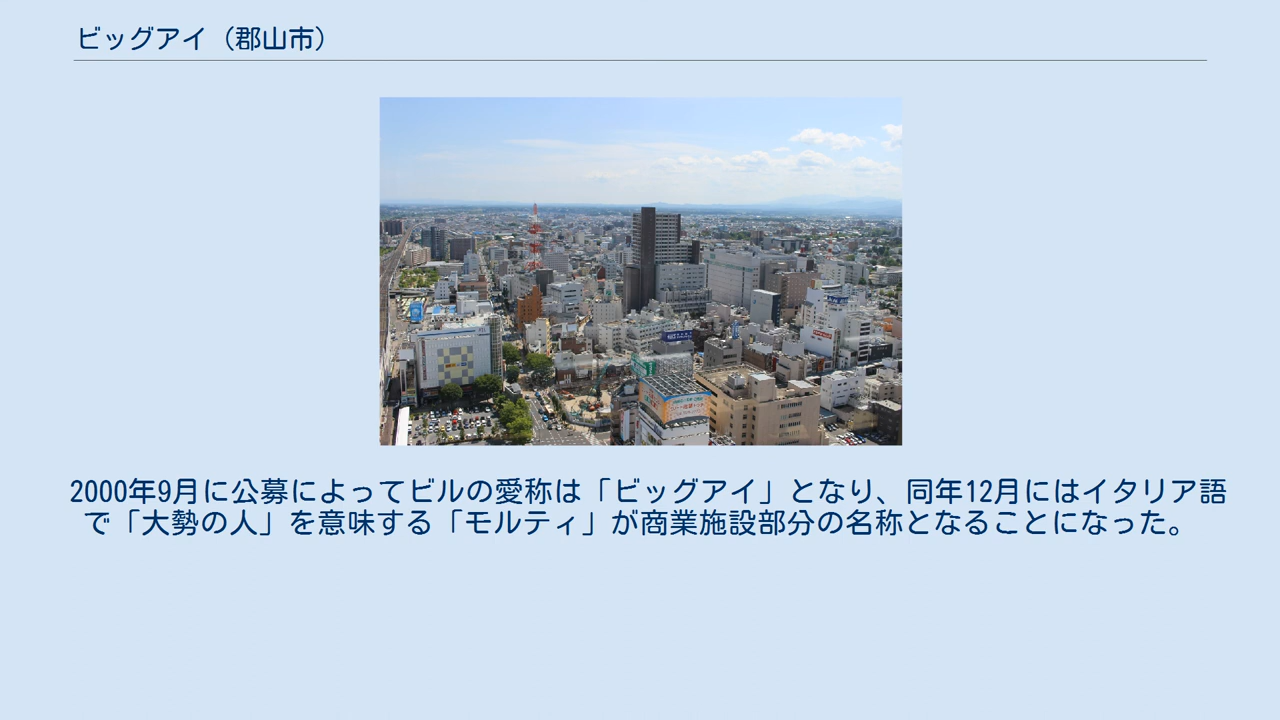 ビッグアイ（郡山市）
2000年9月に公募によってビルの愛称は「ビッグアイ」となり、同年12月にはイタリア語
で「大勢の人」を意味する「モルティ」が商業施設部分の名称となることになった。